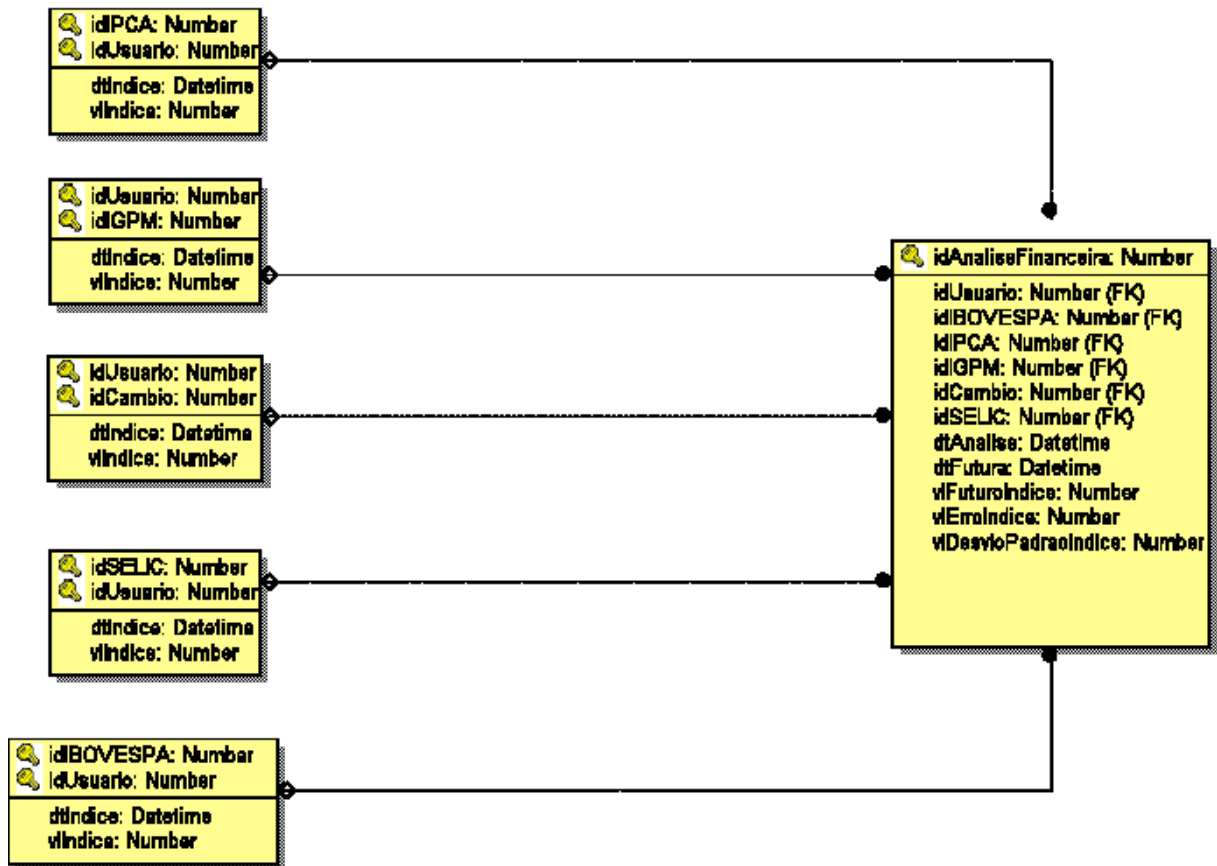 idIPCA: Number
idUsuario: Number
dtIndice: Datetime
vlIndice: Number
idUsuario: Number
idIGPM: Number
dtIndice: Datetime
vlIndice: Number
idUsuario: Number
idCambio: Number
dtIndice: Datetime
vlIndice: Number
idSELIC: Number
idUsuario: Number
dtIndice: Datetime
vlIndice: Number
idIBOVESPA: Number
idUsuario: Number
dtIndice: Datetime
vlIndice: Number
idAnaliseFinanceira: Number
idUsuario: Number (FK)
idIBOVESPA: Number (FK)
idIPCA: Number (FK)
idIGPM: Number (FK)
idCambio: Number (FK)
idSELIC: Number (FK)
dtAnalise: Datetime
dtFutura: Datetime
vlFuturoIndice: Number
vlErroIndice: Number
vlDesvioPadraoIndice: Number